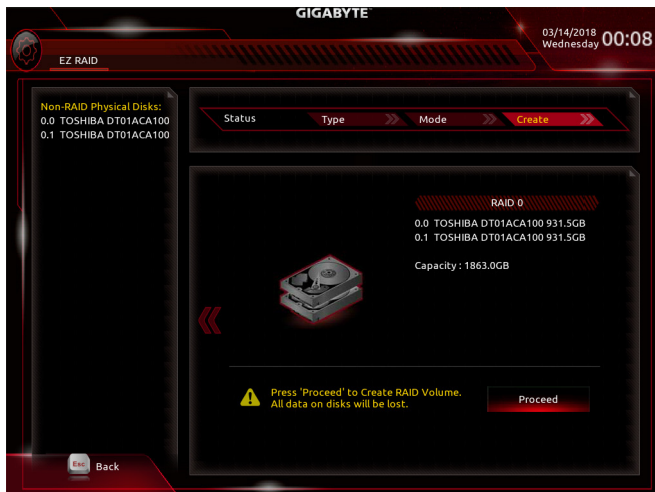 GIGABYTE
03/14/2018
Wednesday 00:08
EZ RAID
Non-RAID Physical Disks:
0.0 TOSHIBA DT01ACA100
0.1 TOSHIBA DT01ACA100
Status Type Mode Create
RAID 0
0.0 TOSHIBA DT01ACA100 931.5GB
0.1 TOSHIBA DT01ACA100 931.5GB
Capacity : 1863.0GB
Press 'Proceed' to Create RAID Volume.
All data on disks will be lost.
Proceed
Esc Back